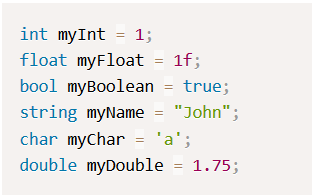 int myInt = 1;
float myFloat = 1f;
bool myBoolean = true;
string myName = "John";
char myChar = 'a';
double myDouble = 1.75;